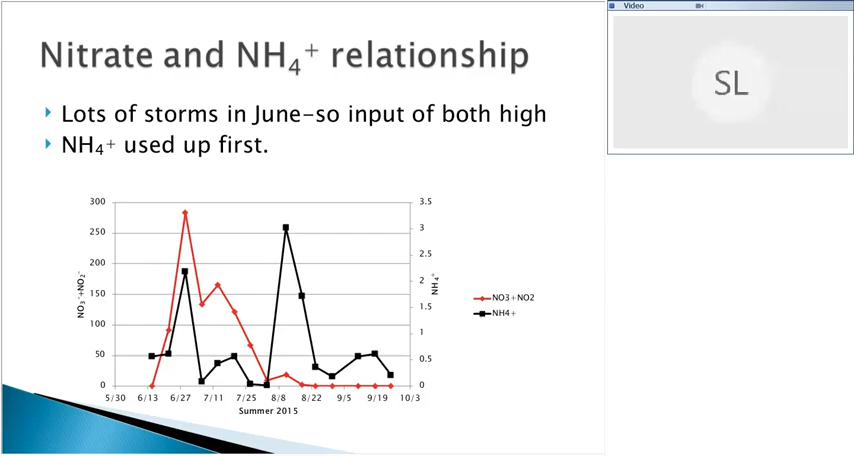 Nitrate and NH₄⁺ relationship
Lots of storms in June-so input of both high
NH₄⁺ used up first.
300
250
200
150
100
50
0
NO₃⁻+NO₂⁻
3.5
3
2.5
2
1.5
1
0.5
0
NH₄⁺
5/30 6/13 6/27 7/11 7/25 8/8 8/22 9/5 9/19 10/3
Summer 2015
NO3+NO2
NH4+
Video
SL